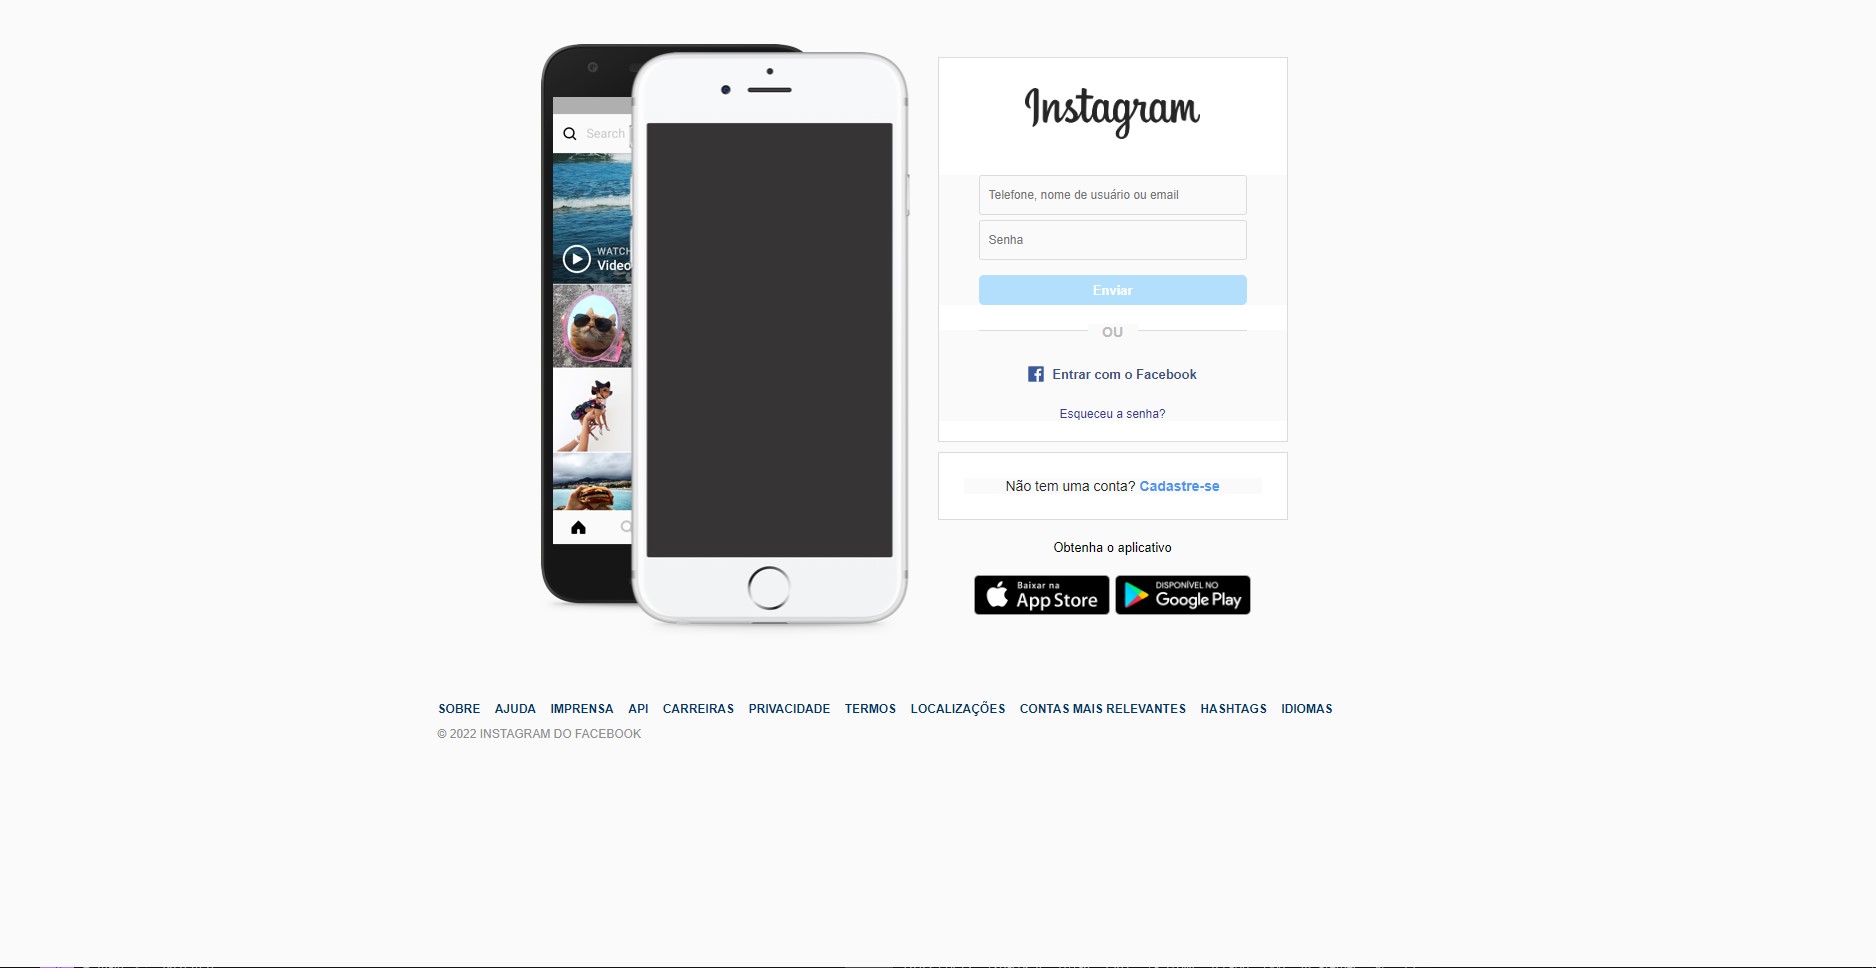 Search
WATCH
Video
Instagram
Telefone, nome de usuário ou email
Senha
Enviar
OU
Entrar com o Facebook
Esqueceu a senha?
Não tem uma conta? Cadastre-se
Obtenha o aplicativo
Baixar na
App Store
DISPONÍVEL NO
Google Play
SOBRE AJUDA IMPRENSA API CARREIRAS PRIVACIDADE TERMOS LOCALIZAÇÕES CONTAS MAIS RELEVANTES HASHTAGS IDIOMAS
© 2022 INSTAGRAM DO FACEBOOK